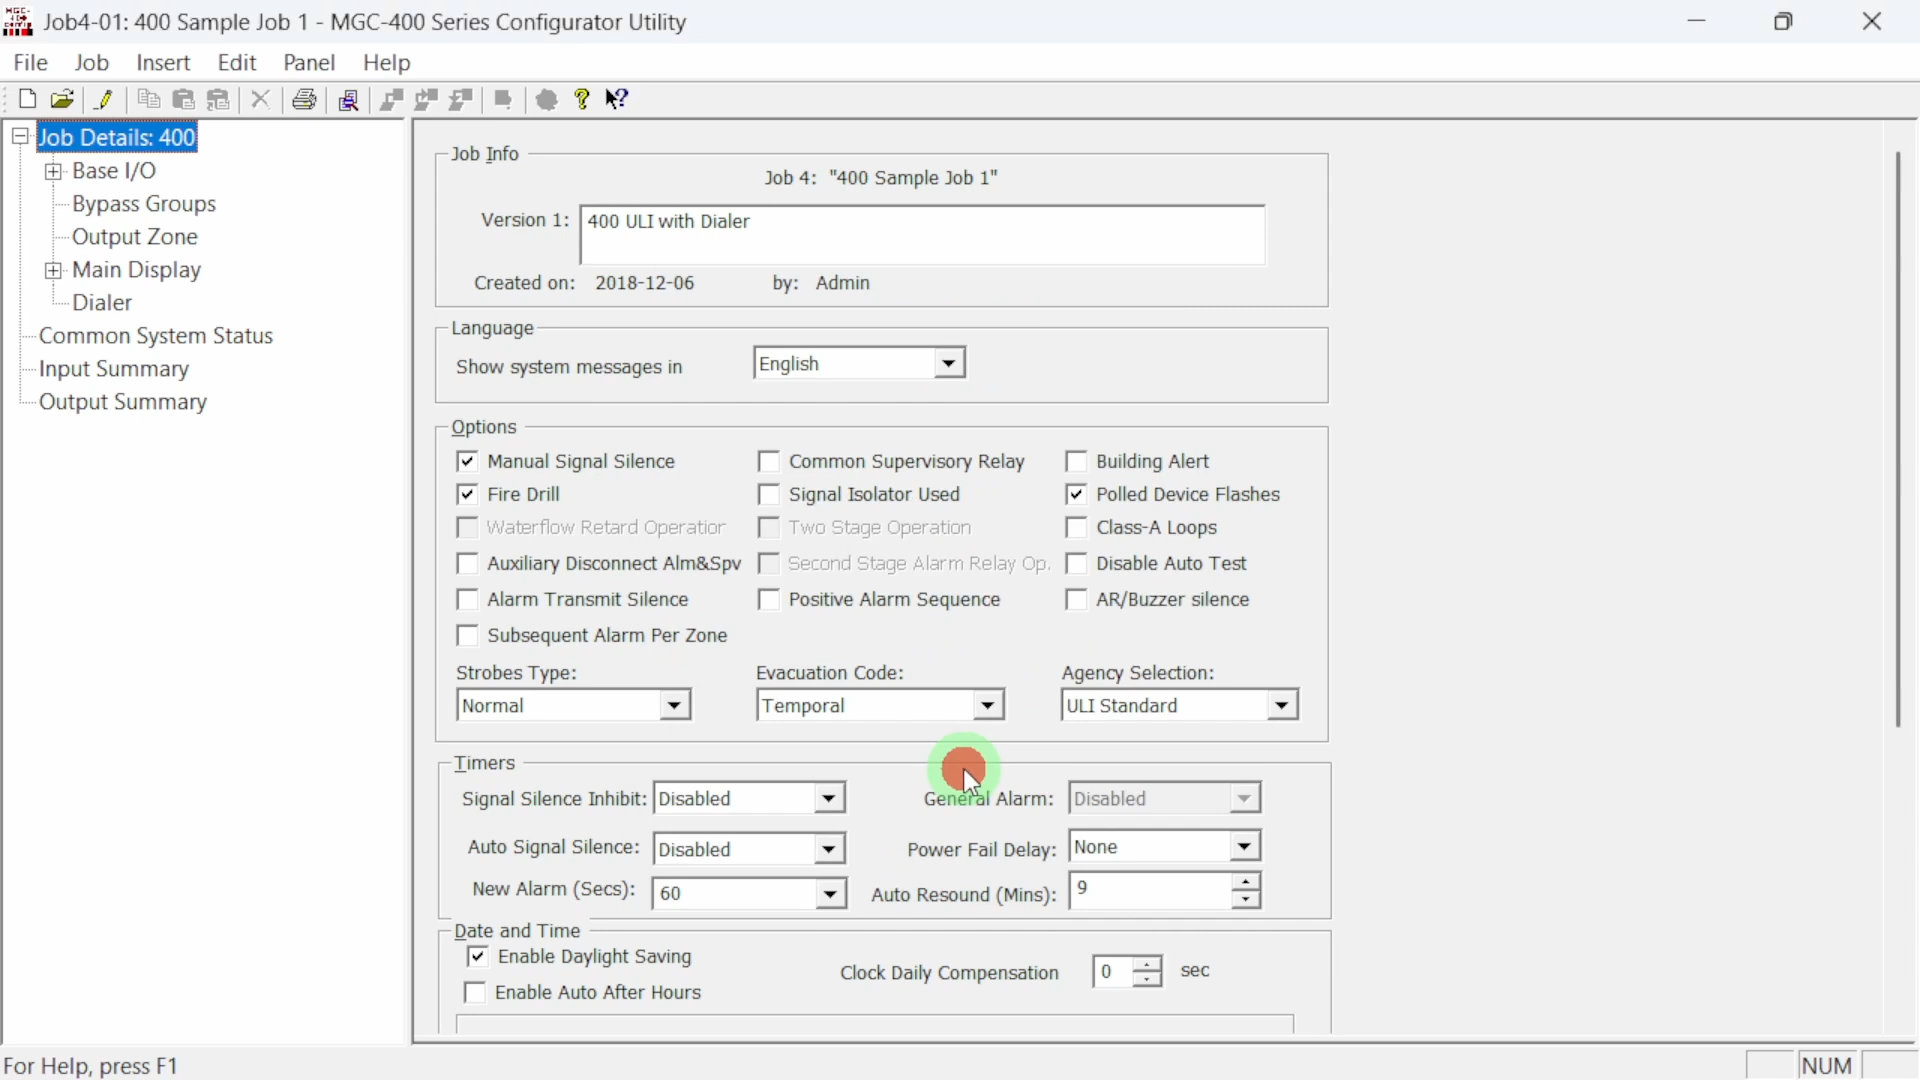 Job4-01: 400 Sample Job 1 - MGC-400 Series Configurator Utility
File Job Insert Edit Panel Help
Job Details: 400
Base I/O
Bypass Groups
Output Zone
Main Display
Dialer
Common System Status
Input Summary
Output Summary
Job Info
Job 4: "400 Sample Job 1"
Version 1: 400 ULI with Dialer
Created on: 2018-12-06 by: Admin
Language
Show system messages in English
Options
Manual Signal Silence Common Supervisory Relay Building Alert
Fire Drill Signal Isolator Used Polled Device Flashes
Waterflow Retard Operation Two Stage Operation Class-A Loops
Auxiliary Disconnect Alm&Spv Second Stage Alarm Relay Op. Disable Auto Test
Alarm Transmit Silence Positive Alarm Sequence AR/Buzzer silence
Subsequent Alarm Per Zone
Strobes Type: Evacuation Code: Agency Selection:
Normal Temporal ULI Standard
Timers
Signal Silence Inhibit: Disabled General Alarm: Disabled
Auto Signal Silence: Disabled Power Fail Delay: None
New Alarm (Secs): 60 Auto Resound (Mins): 9
Date and Time
Enable Daylight Saving
Clock Daily Compensation 0 sec
Enable Auto After Hours
For Help, press F1 NUM